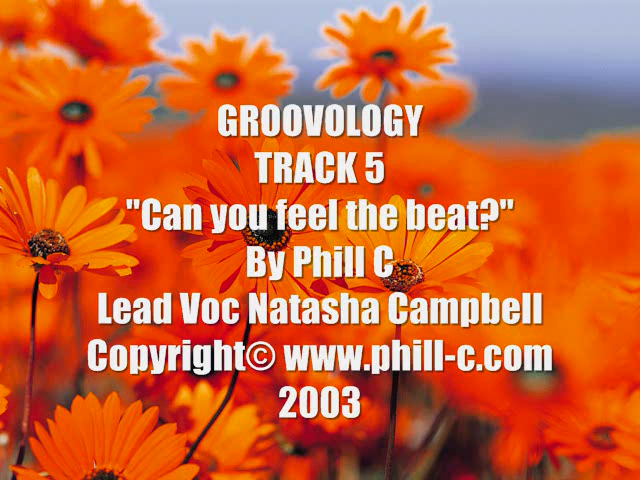 GROOVOLOGY
TRACK 5
"Can you feel the beat?"
By Phill C
Lead Voc Natasha Campbell
Copyright© www.phill-c.com
2003